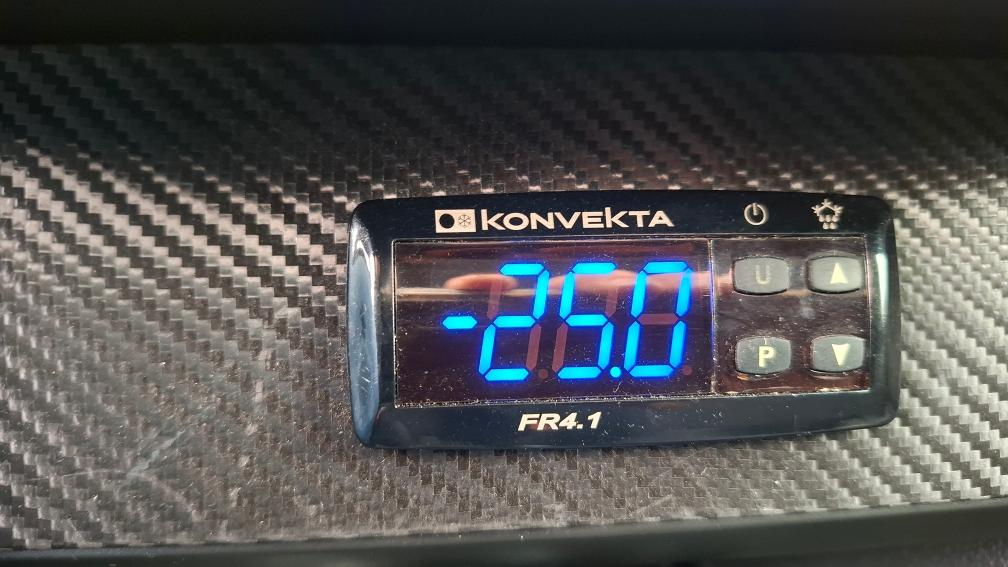 KONVEKTA
-25.0
U
P
FR4.1